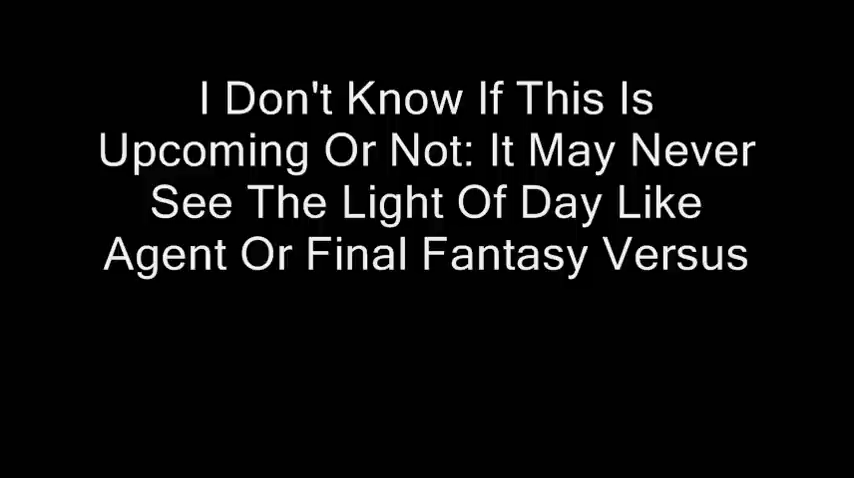 I Don't Know If This Is
Upcoming Or Not: It May Never
See The Light Of Day Like
Agent Or Final Fantasy Versus